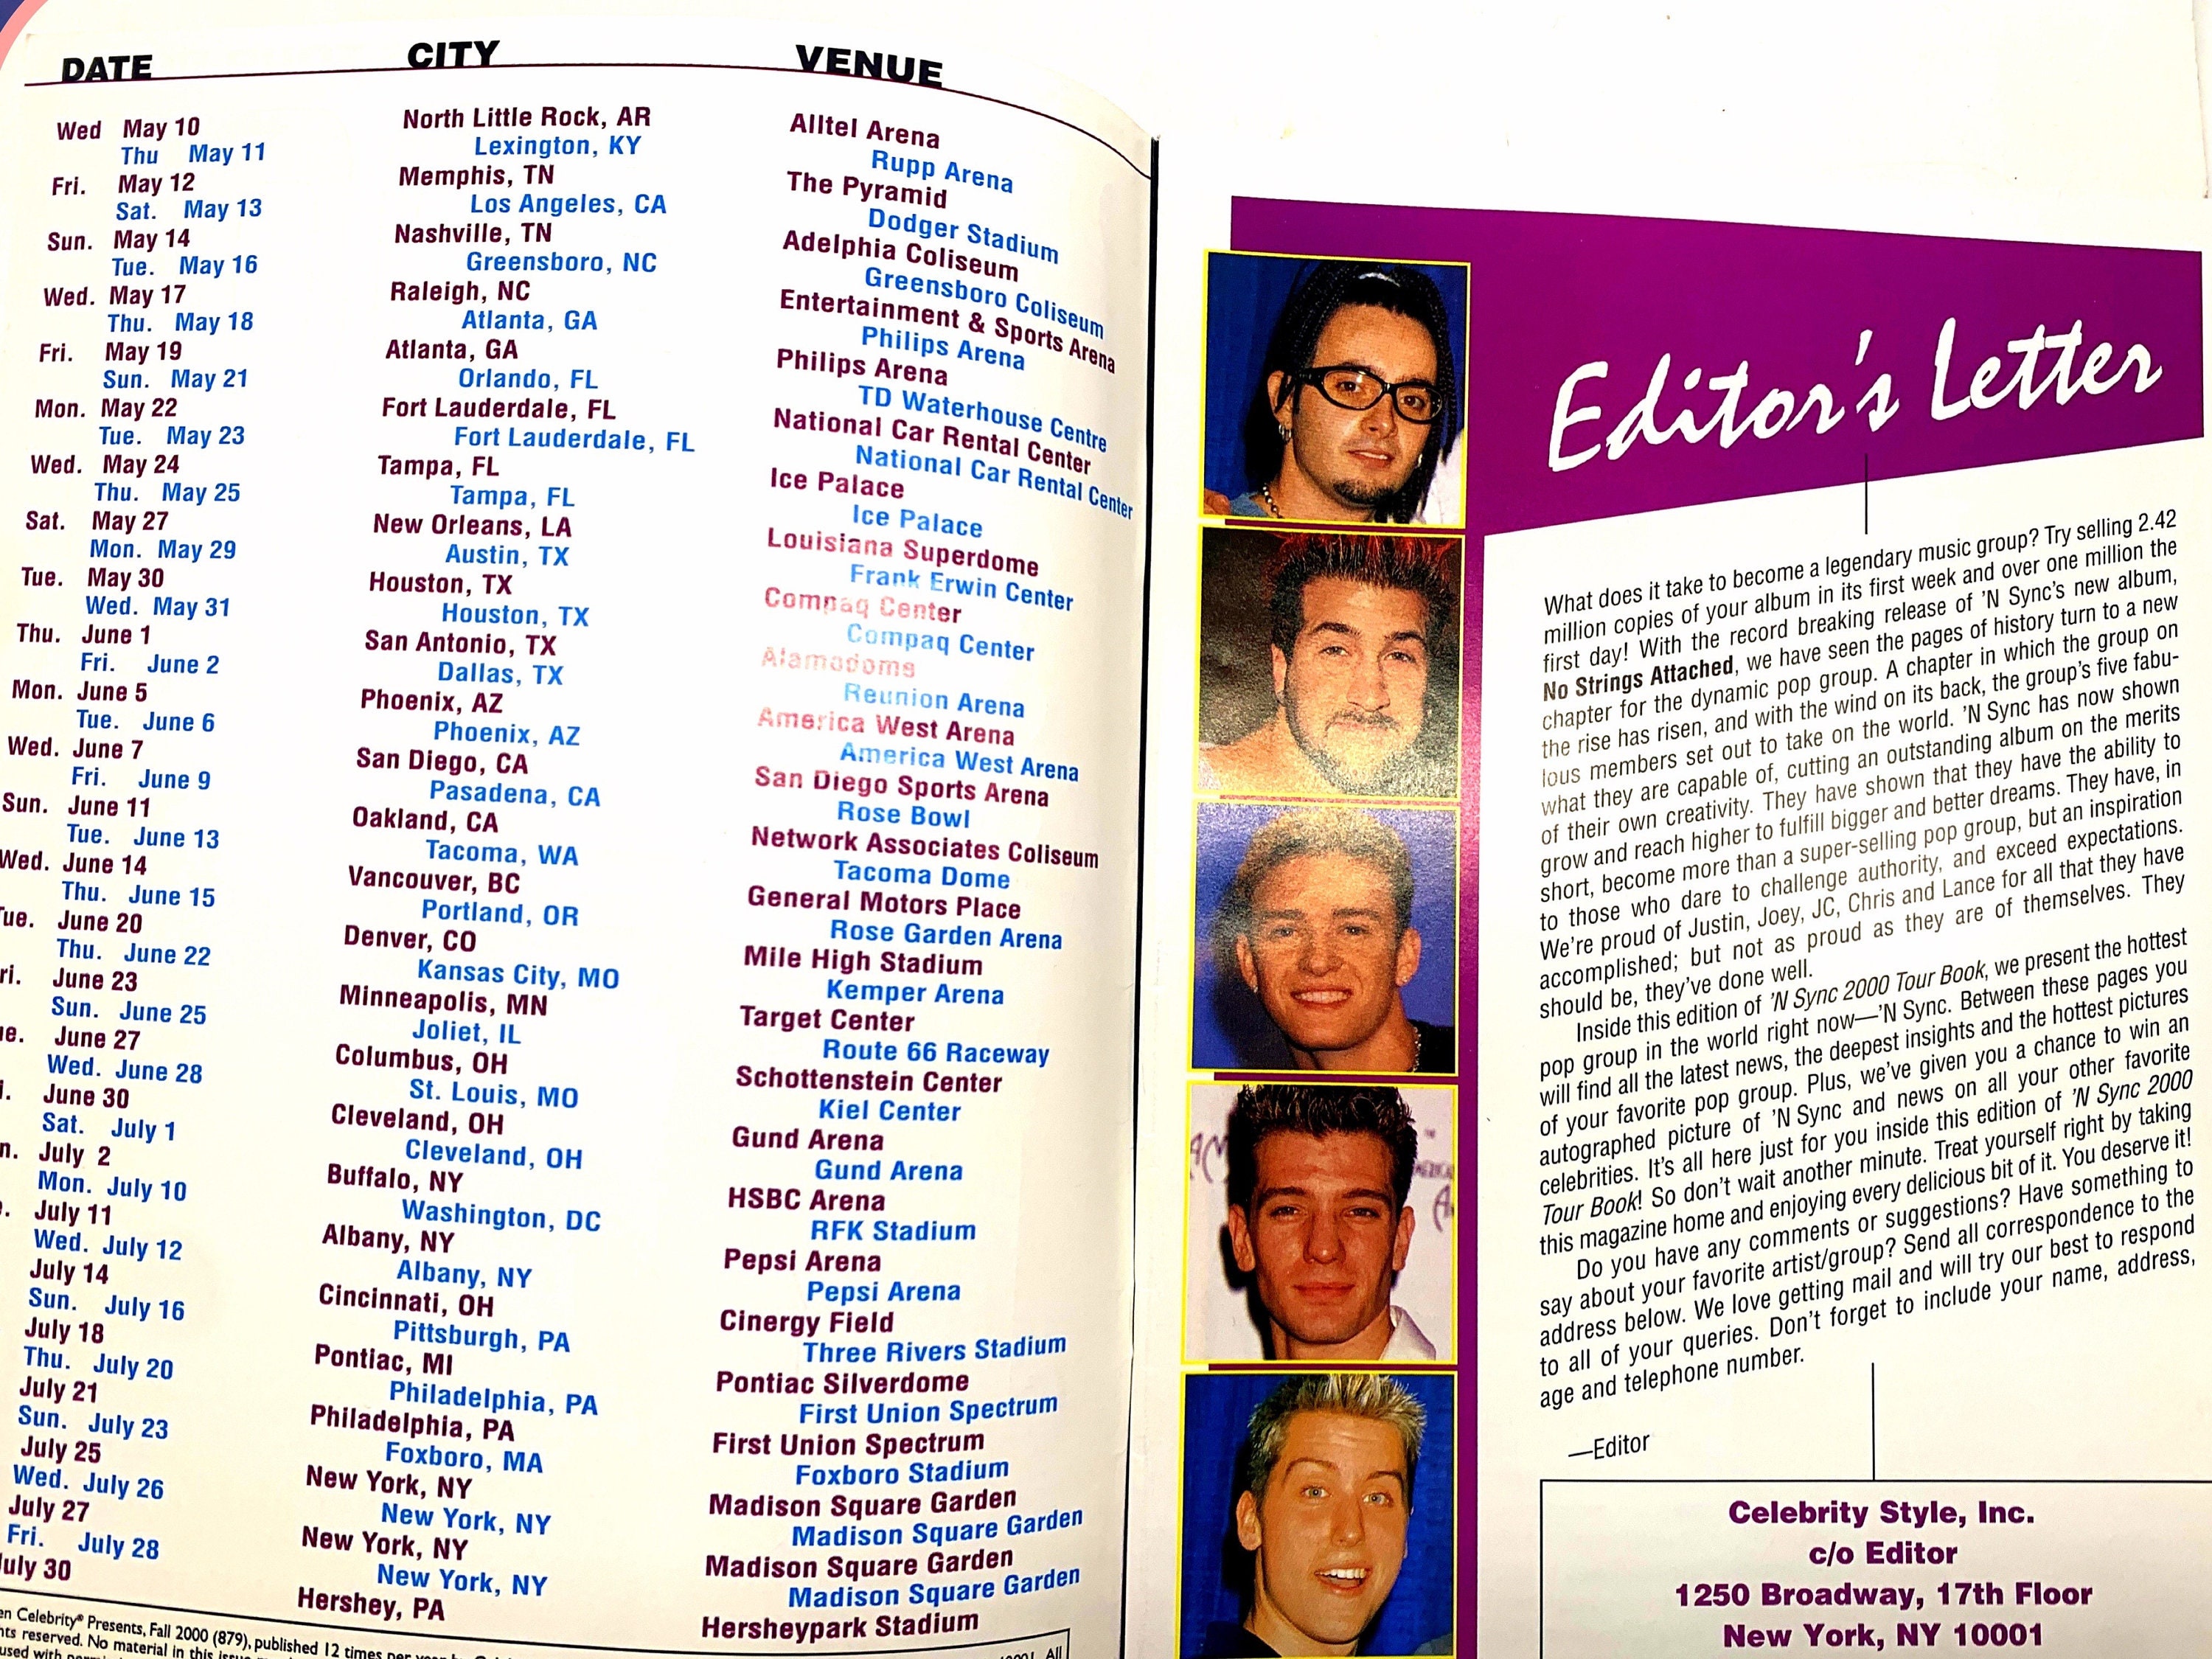 DATE CITY VENUE
Wed May 10 North Little Rock, AR Alltel Arena
Thu May 11 Lexington, KY Rupp Arena
Fri. May 12 Memphis, TN The Pyramid
Sat. May 13 Los Angeles, CA Dodger Stadium
Sun. May 14 Nashville, TN Adelphia Coliseum
Tue. May 16 Greensboro, NC Greensboro Coliseum
Wed. May 17 Raleigh, NC Entertainment & Sports Arena
Thu. May 18 Atlanta, GA Philips Arena
Fri. May 19 Atlanta, GA Philips Arena
Sun. May 21 Orlando, FL TD Waterhouse Centre
Mon. May 22 Fort Lauderdale, FL National Car Rental Center
Tue. May 23 Fort Lauderdale, FL National Car Rental Center
Wed. May 24 Tampa, FL Ice Palace
Thu. May 25 Tampa, FL Ice Palace
Sat. May 27 New Orleans, LA Louisiana Superdome
Mon. May 29 Austin, TX Frank Erwin Center
Tue. May 30 Houston, TX Compaq Center
Wed. May 31 Houston, TX Compaq Center
Thu. June 1 San Antonio, TX Alamodoms
Fri. June 2 Dallas, TX Reunion Arena
Mon. June 5 Phoenix, AZ America West Arena
Tue. June 6 Phoenix, AZ America West Arena
Wed. June 7 San Diego, CA San Diego Sports Arena
Fri. June 9 Pasadena, CA Rose Bowl
Sun. June 11 Oakland, CA Network Associates Coliseum
Tue. June 13 Tacoma, WA Tacoma Dome
Wed. June 14 Vancouver, BC General Motors Place
Thu. June 15 Portland, OR Rose Garden Arena
ue. June 20 Denver, CO Mile High Stadium
Thu. June 22 Kansas City, MO Kemper Arena
ri. June 23 Minneapolis, MN Target Center
Sun. June 25 Joliet, IL Route 66 Raceway
e. June 27 Columbus, OH Schottenstein Center
Wed. June 28 St. Louis, MO Kiel Center
. June 30 Cleveland, OH Gund Arena
Sat. July 1 Cleveland, OH Gund Arena
n. July 2 Buffalo, NY HSBC Arena
Mon. July 10 Washington, DC RFK Stadium
. July 11 Albany, NY Pepsi Arena
Wed. July 12 Albany, NY Pepsi Arena
July 14 Cincinnati, OH Cinergy Field
Sun. July 16 Pittsburgh, PA Three Rivers Stadium
July 18 Pontiac, MI Pontiac Silverdome
Thu. July 20 Philadelphia, PA First Union Spectrum
July 21 Philadelphia, PA First Union Spectrum
Sun. July 23 Foxboro, MA Foxboro Stadium
July 25 New York, NY Madison Square Garden
Wed. July 26 New York, NY Madison Square Garden
July 27 New York, NY Madison Square Garden
Fri. July 28 New York, NY Madison Square Garden
uly 30 Hershey, PA Hersheypark Stadium
en Celebrity® Presents, Fall 2000 (879), published 12 times per
All
reserved. No material in this
used with
Editor's Letter
What does it take to become a legendary music group? Try selling 2.42
million copies of your album in its first week and over one million the
first day! With the record breaking release of 'N Sync's new album,
No Strings Attached, we have seen the pages of history turn to a new
chapter for the dynamic pop group. A chapter in which the group on
the rise has risen, and with the wind on its back, the group's five fabu-
lous members set out to take on the world. 'N Sync has now shown
what they are capable of, cutting an outstanding album on the merits
of their own creativity. They have shown that they have the ability to
grow and reach higher to fulfill bigger and better dreams. They have, in
short, become more than a super-selling pop group, but an inspiration
to those who dare to challenge authority, and exceed expectations.
We're proud of Justin, Joey, JC, Chris and Lance for all that they have
accomplished; but not as proud as they are of themselves. They
should be, they've done well.
Inside this edition of 'N Sync 2000 Tour Book, we present the hottest
pop group in the world right now—'N Sync. Between these pages you
will find all the latest news, the deepest insights and the hottest pictures
of your favorite pop group. Plus, we've given you a chance to win an
autographed picture of 'N Sync and news on all your other favorite
celebrities. It's all here just for you inside this edition of 'N Sync 2000
Tour Book! So don't wait another minute. Treat yourself right by taking
this magazine home and enjoying every delicious bit of it. You deserve it!
Do you have any comments or suggestions? Have something to
say about your favorite artist/group? Send all correspondence to the
address below. We love getting mail and will try our best to respond
to all of your queries. Don't forget to include your name, address,
age and telephone number.
—Editor
Celebrity Style, Inc.
c/o Editor
1250 Broadway, 17th Floor
New York, NY 10001